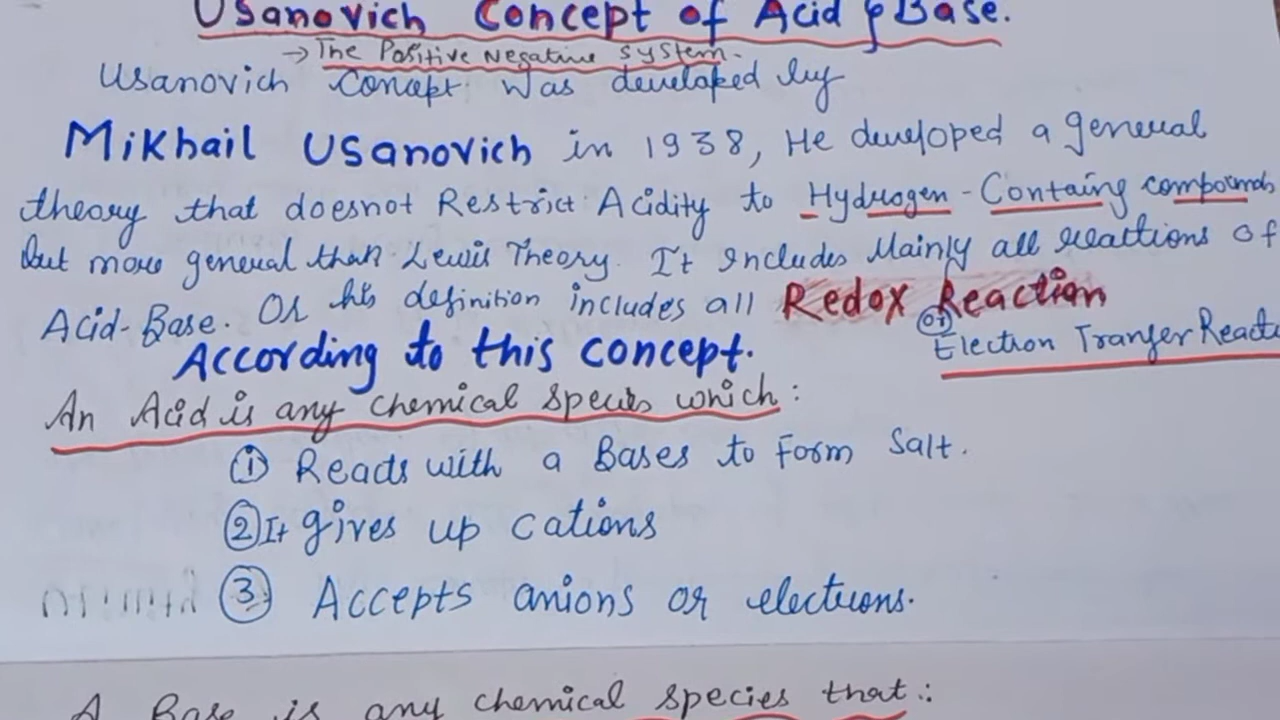 Usanovich Concept of Acid & Base.
→ The Positive Negative system.
Usanovich Concept was developed by
Mikhail Usanovich in 1938, He developed a general
theory that doesnot Restrict Acidity to Hydrogen-Containg compounds
but more general than Lewis Theory. It Includes Mainly all reactions of
Acid-Base. Or his definition includes all Redox Reaction
(or) Election Tranfer Reacti
According to this concept.
An Acid is any chemical species which:
① Reacts with a Bases to Form Salt.
② It gives up cations
③ Accepts anions or electrons.
A Base is any chemical species that: